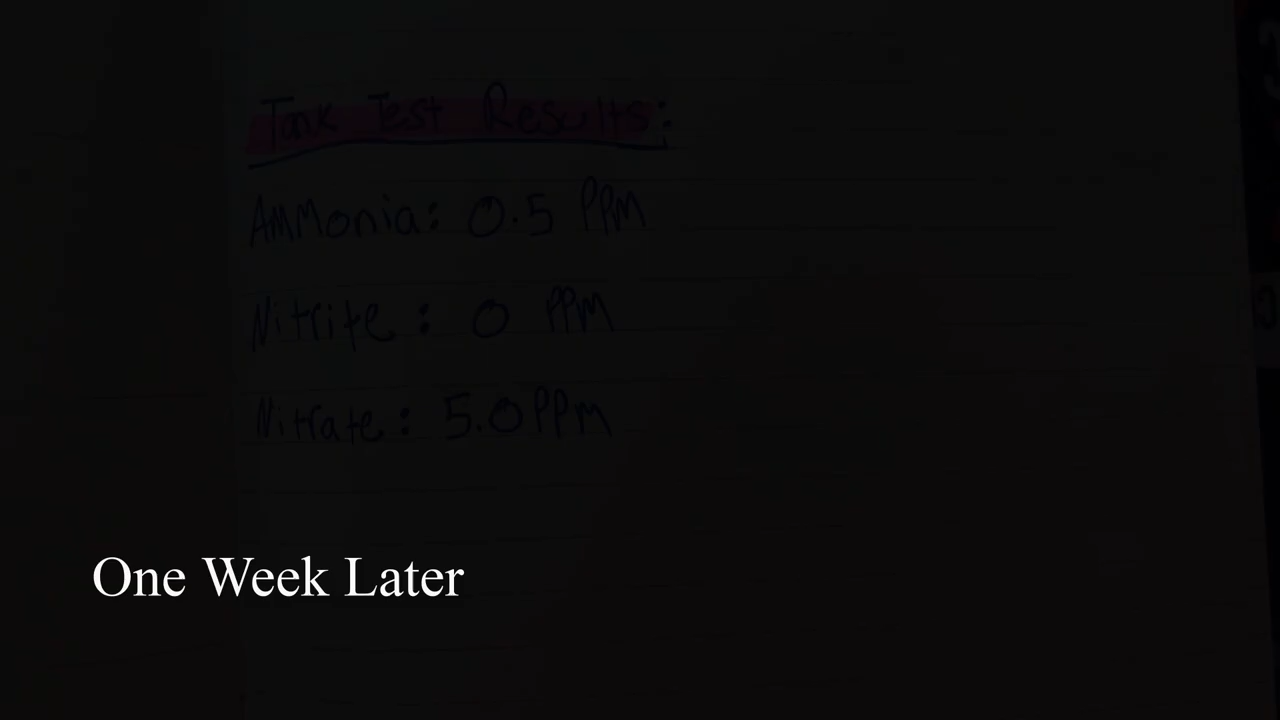 Tank Test Results:
Ammonia: 0.5 PPM
Nitrite: 0 PPM
Nitrate: 5.0 PPM
One Week Later